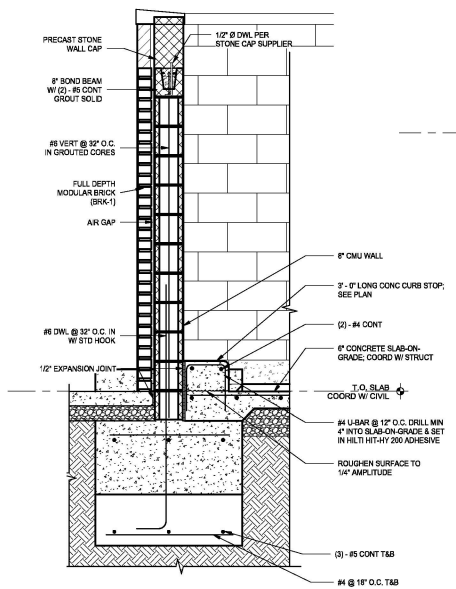 PRECAST STONE
WALL CAP
1/2" Ø DWL PER
STONE CAP SUPPLIER
8" BOND BEAM
W/ (2) - #5 CONT
GROUT SOLID
#6 VERT @ 32" O.C.
IN GROUTED CORES
FULL DEPTH
MODULAR BRICK
(BRK-1)
AIR GAP
8" CMU WALL
3' - 0" LONG CONC CURB STOP;
SEE PLAN
(2) - #4 CONT
#6 DWL @ 32" O.C. IN
W/ STD HOOK
6" CONCRETE SLAB-ON-
GRADE; COORD W/ STRUCT
1/2" EXPANSION JOINT
T.O. SLAB
COORD W/ CIVIL
#4 U-BAR @ 12" O.C. DRILL MIN
4" INTO SLAB-ON-GRADE & SET
IN HILTI HIT-HY 200 ADHESIVE
ROUGHEN SURFACE TO
1/4" AMPLITUDE
(3) - #5 CONT T&B
#4 @ 18" O.C. T&B